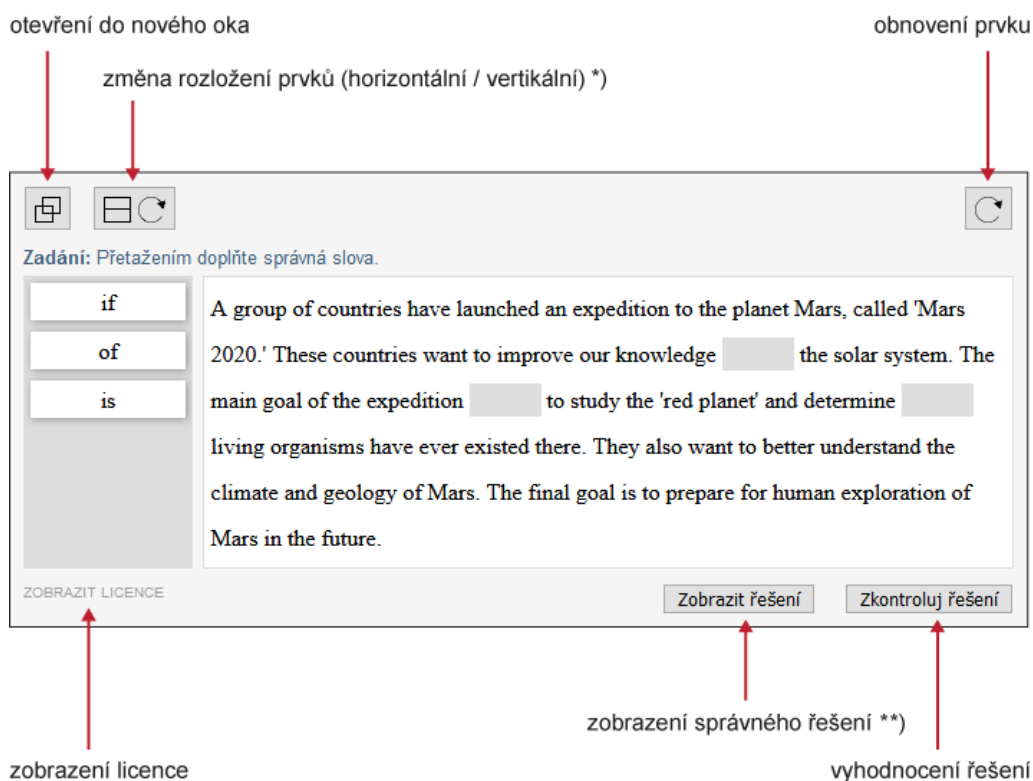 otevření do nového oka
obnovení prvku
změna rozložení prvků (horizontální / vertikální) *)
Zadání: Přetažením doplňte správná slova.
if
of
is
A group of countries have launched an expedition to the planet Mars, called 'Mars
2020.' These countries want to improve our knowledge the solar system. The
main goal of the expedition to study the 'red planet' and determine
living organisms have ever existed there. They also want to better understand the
climate and geology of Mars. The final goal is to prepare for human exploration of
Mars in the future.
ZOBRAZIT LICENCE
Zobrazit řešení
Zkontroluj řešení
zobrazení správného řešení **)
zobrazení licence
vyhodnocení řešení